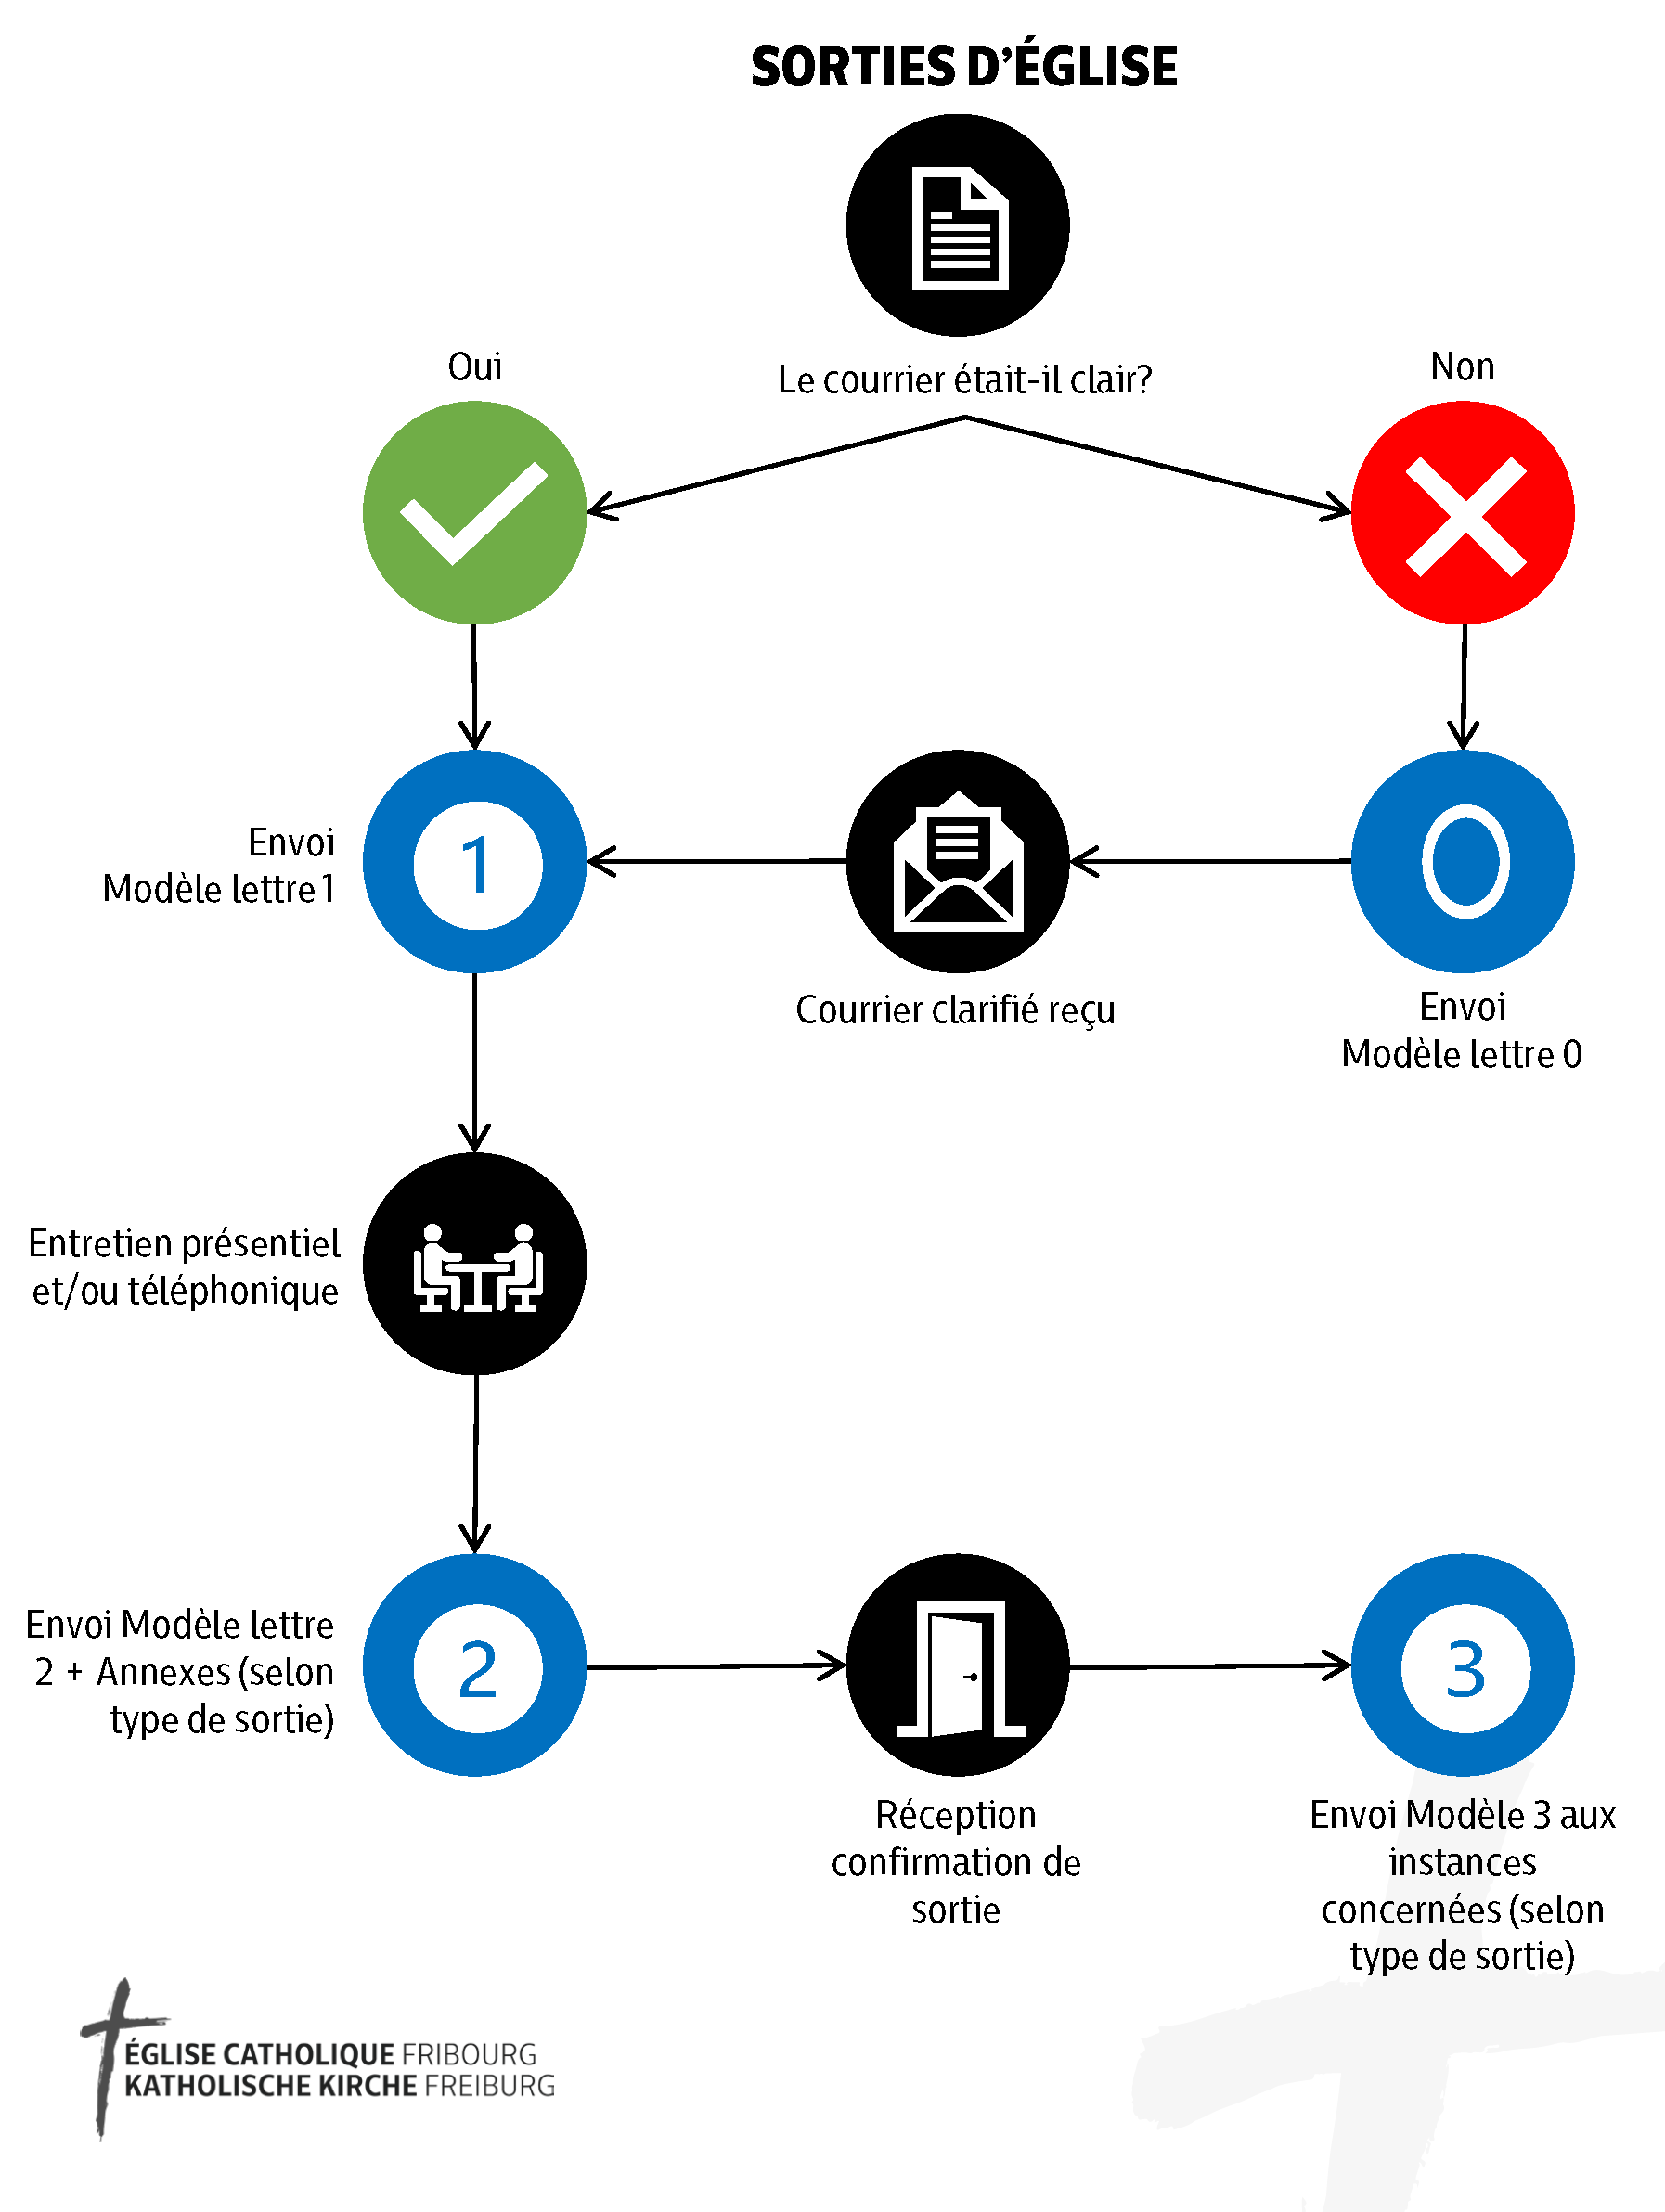 SORTIES D'ÉGLISE
Oui
Le courrier était-il clair?
Non
Envoi
Modèle lettre 1
1
Courrier clarifié reçu
0
Envoi
Modèle lettre 0
Entretien présentiel
et/ou téléphonique
Envoi Modèle lettre
2 + Annexes (selon
type de sortie)
2
Réception
confirmation de
sortie
3
Envoi Modèle 3 aux
instances
concernées (selon
type de sortie)
ÉGLISE CATHOLIQUE FRIBOURG
KATHOLISCHE KIRCHE FREIBURG